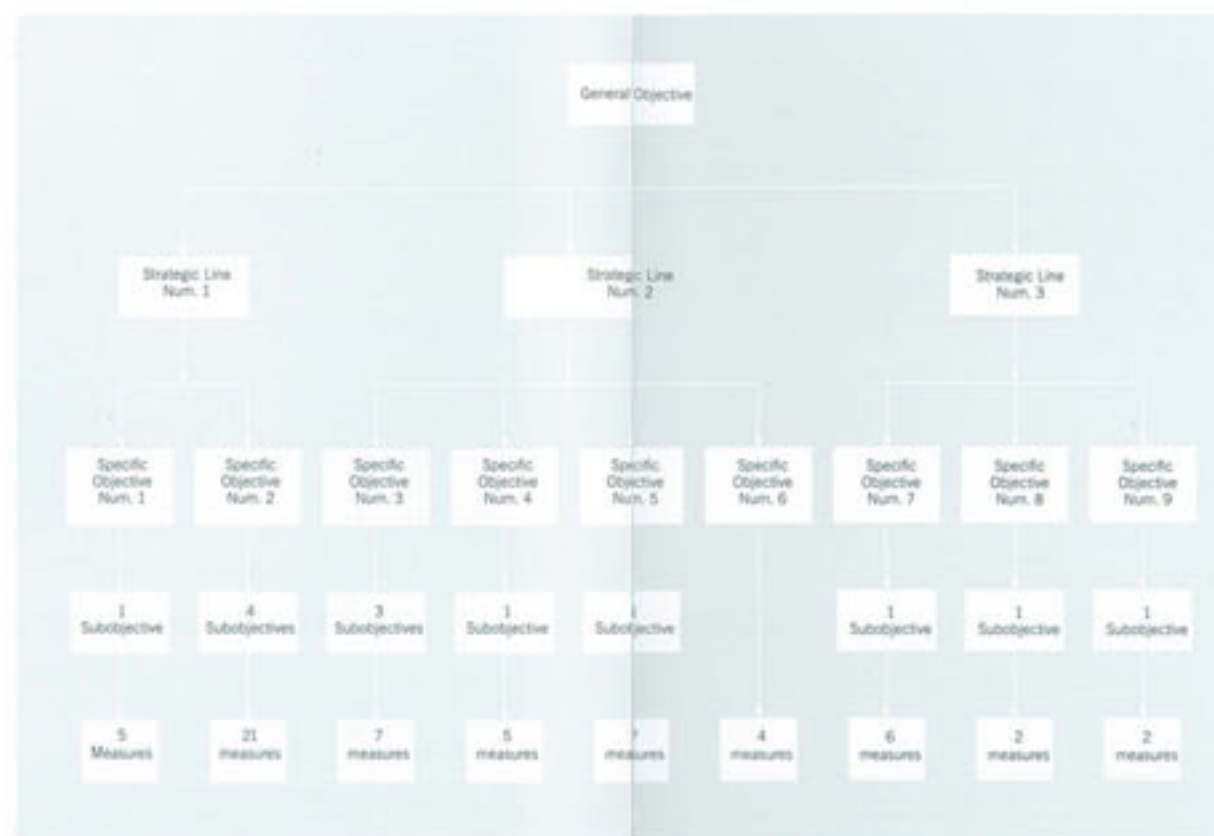 General Objective
Strategic Line
Num. 1
Strategic Line
Num. 2
Strategic Line
Num. 3
Specific
Objective
Num. 1
Specific
Objective
Num. 2
Specific
Objective
Num. 3
Specific
Objective
Num. 4
Specific
Objective
Num. 5
Specific
Objective
Num. 6
Specific
Objective
Num. 7
Specific
Objective
Num. 8
Specific
Objective
Num. 9
1
Subobjective
4
Subobjectives
3
Subobjectives
1
Subobjective
Subobjective
1
Subobjective
1
Subobjective
1
Subobjective
5
Measures
21
measures
7
measures
5
measures
measures
4
measures
6
measures
2
measures
2
measures